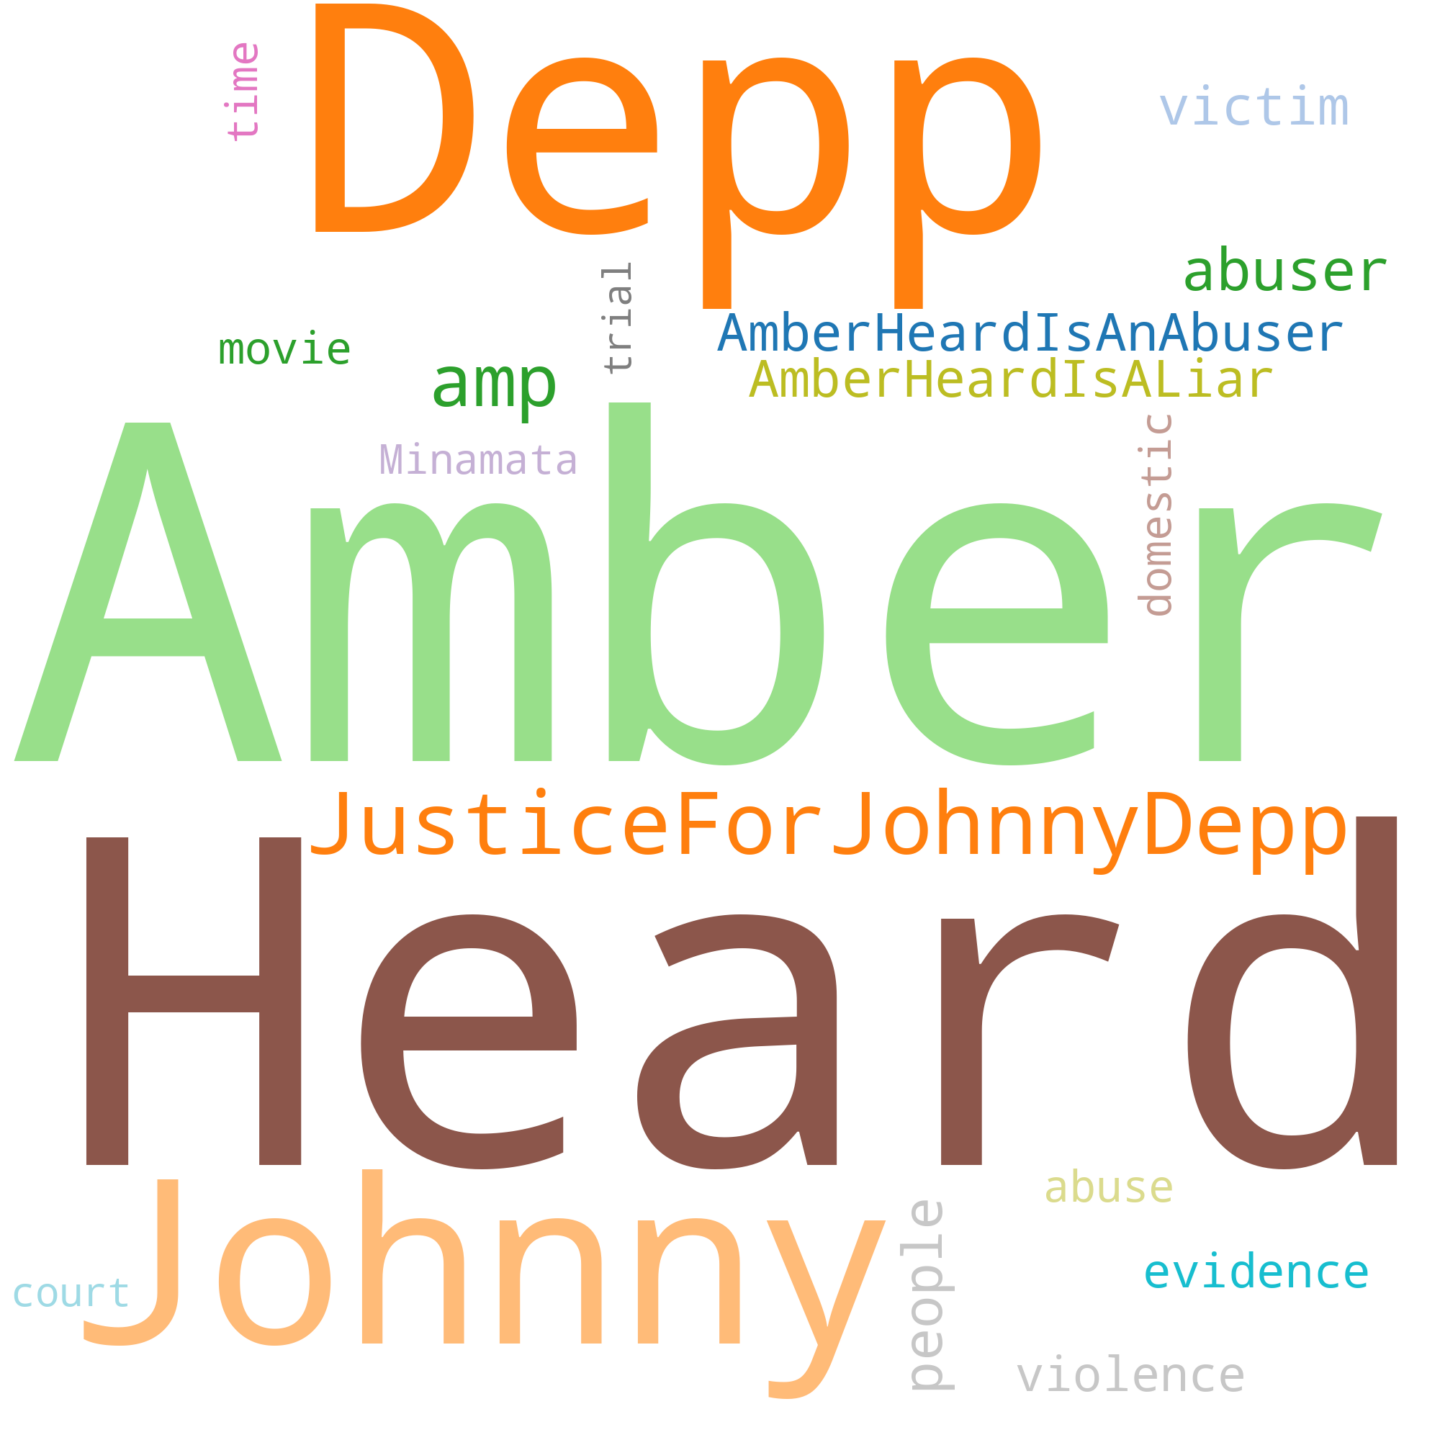 Depp
time
victim
abuser
trial
AmberHeardIsAnAbuser
movie
amp
AmberHeardIsALiar
Minamata
domestic
Amber
JusticeForJohnnyDepp
Heard
Johnny
abuse
people
evidence
court
violence